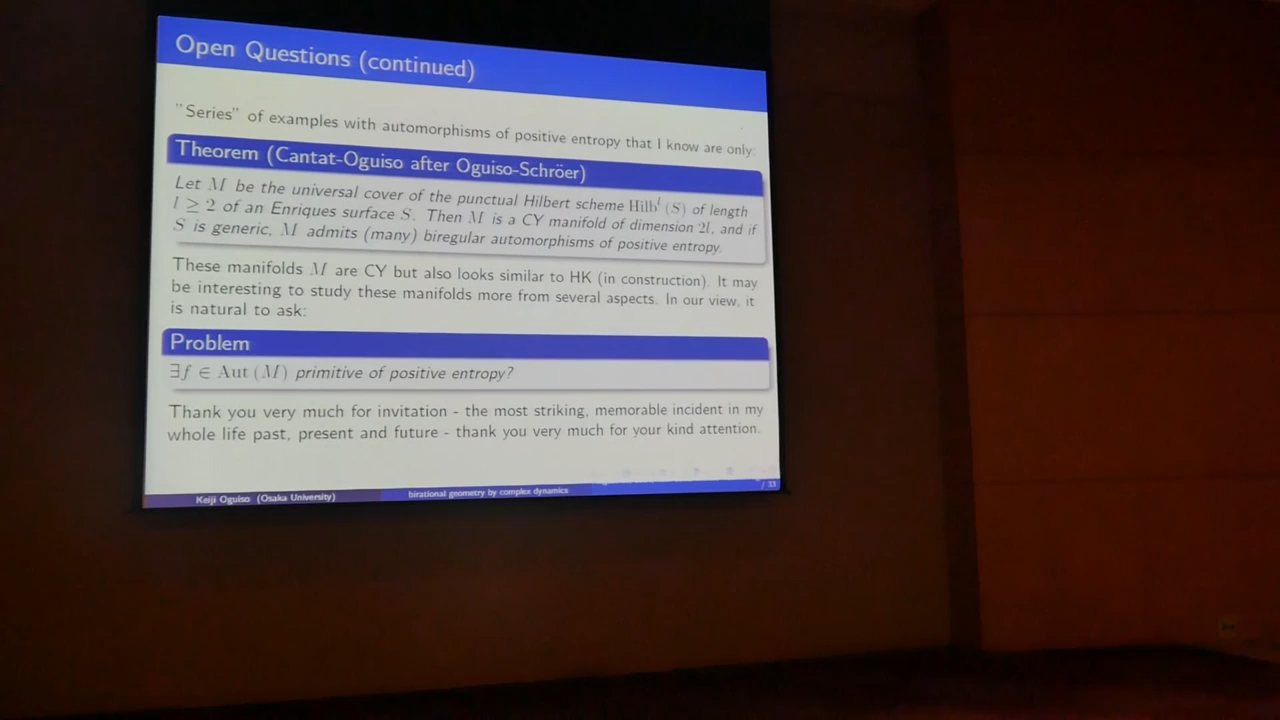 Open Questions (continued)
"Series" of examples with automorphisms of positive entropy that I know are only:
Theorem (Cantat-Oguiso after Oguiso-Schröer)
Let M be the universal cover of the punctual Hilbert scheme Hilb^l (S) of length
l ≥ 2 of an Enriques surface S. Then M is a CY manifold of dimension 2l, and if
S is generic, M admits (many) biregular automorphisms of positive entropy.
These manifolds M are CY but also looks similar to HK (in construction). It may
be interesting to study these manifolds more from several aspects. In our view, it
is natural to ask:
Problem
∃f ∈ Aut (M) primitive of positive entropy?
Thank you very much for invitation - the most striking, memorable incident in my
whole life past, present and future - thank you very much for your kind attention.
Keiji Oguiso (Osaka University) birational geometry by complex dynamics / 33